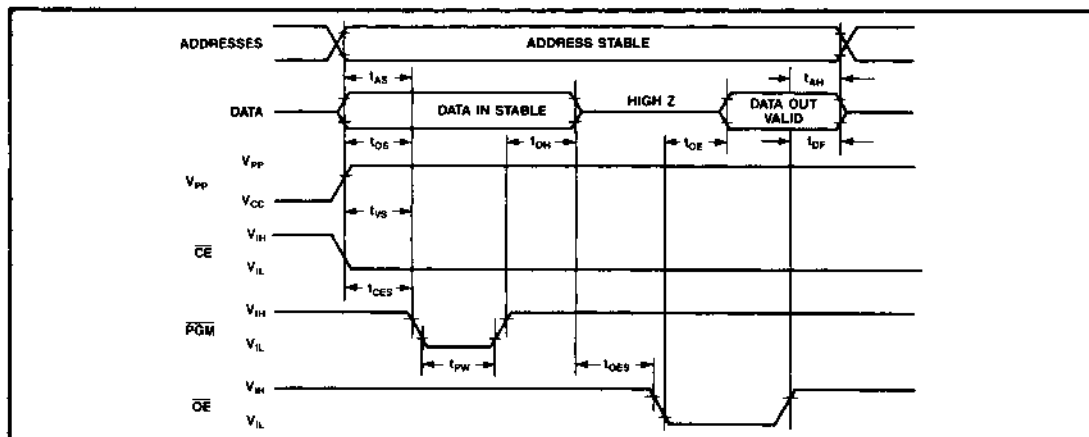 ADDRESSES
ADDRESS STABLE
tAS
tAH
DATA
DATA IN STABLE
HIGH Z
DATA OUT
VALID
tDS
tDH
tOE
tDF
VPP
VPP
VCC
tVS
CE
VIH
VIL
tCES
PGM
VIH
VIL
tPW
tOES
OE
VIH
VIL